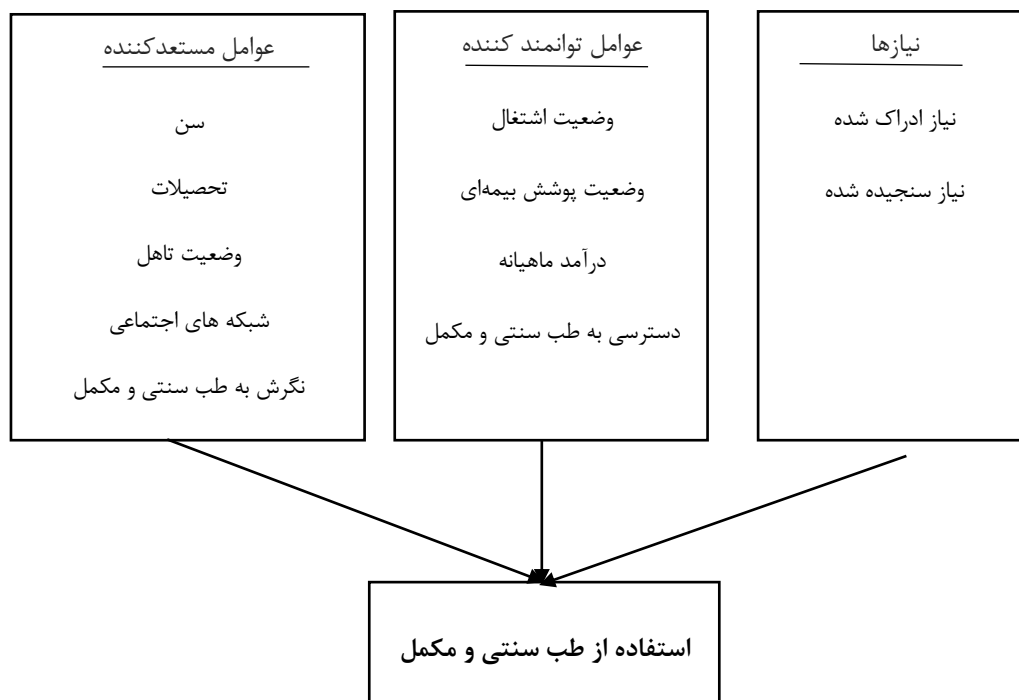 نیازها
نیاز ادراک شده
نیاز سنجیده شده
عوامل توانمند کننده
وضعیت اشتغال
وضعیت پوشش بیمه‌ای
درآمد ماهیانه
دسترسی به طب سنتی و مکمل
عوامل مستعدکننده
سن
تحصیلات
وضعیت تاهل
شبکه های اجتماعی
نگرش به طب سنتی و مکمل
استفاده از طب سنتی و مکمل